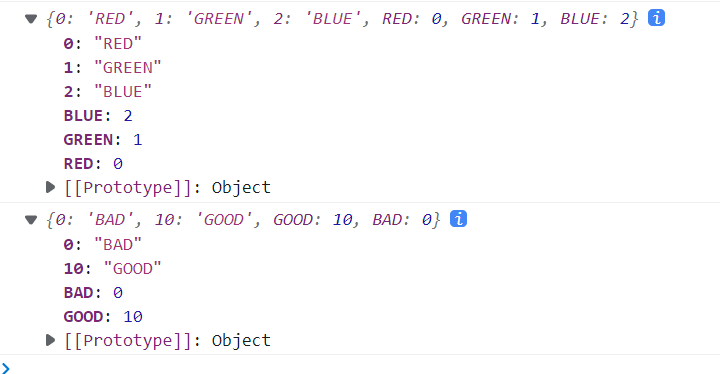 {0: 'RED', 1: 'GREEN', 2: 'BLUE', RED: 0, GREEN: 1, BLUE: 2} i
0: "RED"
1: "GREEN"
2: "BLUE"
BLUE: 2
GREEN: 1
RED: 0
[[Prototype]]: Object
{0: 'BAD', 10: 'GOOD', GOOD: 10, BAD: 0} i
0: "BAD"
10: "GOOD"
BAD: 0
GOOD: 10
[[Prototype]]: Object